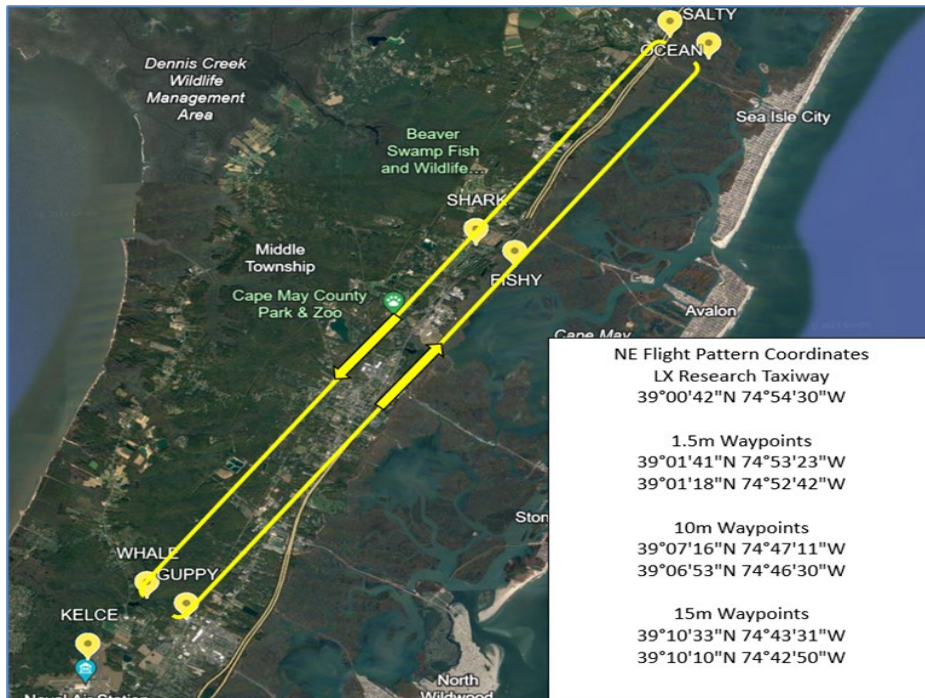 SALTY
OCEAN
Dennis Creek
Wildlife
Management
Area
Sea Isle City
Beaver
Swamp Fish
and Wildlife...
SHARK
Middle
Township
FISHY
Cape May County
Park & Zoo
Avalon
Cape May
NE Flight Pattern Coordinates
LX Research Taxiway
39°00'42"N 74°54'30"W
1.5m Waypoints
39°01'41"N 74°53'23"W
39°01'18"N 74°52'42"W
10m Waypoints
39°07'16"N 74°47'11"W
39°06'53"N 74°46'30"W
15m Waypoints
39°10'33"N 74°43'31"W
39°10'10"N 74°42'50"W
Ston
WHALE
GUPPY
KELCE
Naval Air Station
North
Wildwood